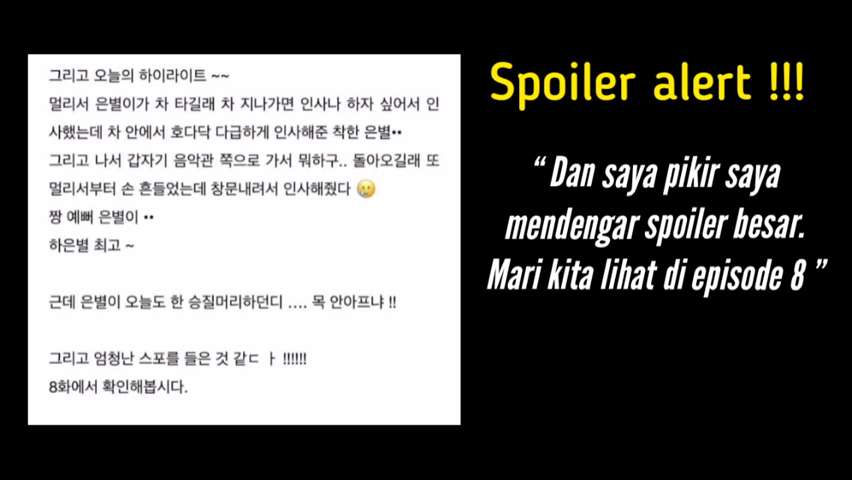 그리고 오늘의 하이라이트 ~~
멀리서 은별이가 차 타길래 차 지나가면 인사나 하자 싶어서 인
사했는데 차 안에서 호다닥 다급하게 인사해준 착한 은별••
그리고 나서 갑자기 음악관 쪽으로 가서 뭐하구.. 돌아오길래 또
멀리서부터 손 흔들었는데 창문내려서 인사해줬다 🥲
짱 예뻐 은별이 ••
하은별 최고 ~
근데 은별이 오늘도 한 승질머리하던디 .... 목 안아프냐 !!
그리고 엄청난 스포를 들은 것 같ㄷ ㅏ !!!!!!
8화에서 확인해봅시다.
Spoiler alert !!!
“ Dan saya pikir saya
mendengar spoiler besar.
Mari kita lihat di episode 8 ”